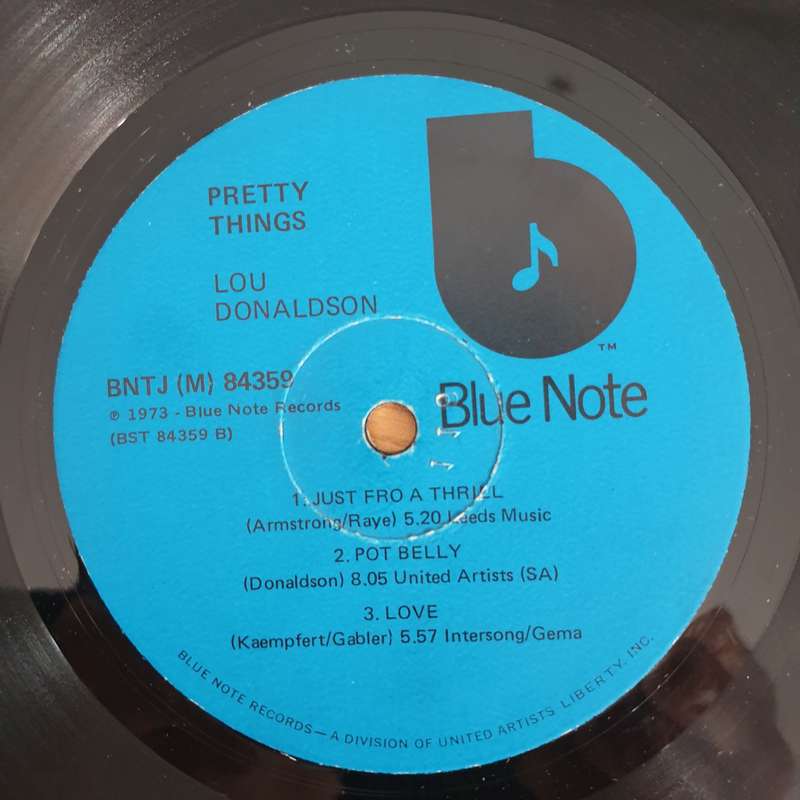 PRETTY
THINGS
LOU
DONALDSON
BNTJ (M) 84359
℗ 1973 - Blue Note Records
(BST 84359 B)
TM
Blue Note
1. JUST FRO A THRILL
(Armstrong/Raye) 5.20 Leeds Music
2. POT BELLY
(Donaldson) 8.05 United Artists (SA)
3. LOVE
(Kaempfert/Gabler) 5.57 Intersong/Gema
BLUE NOTE RECORDS — A DIVISION OF UNITED ARTISTS LIBERTY, INC.